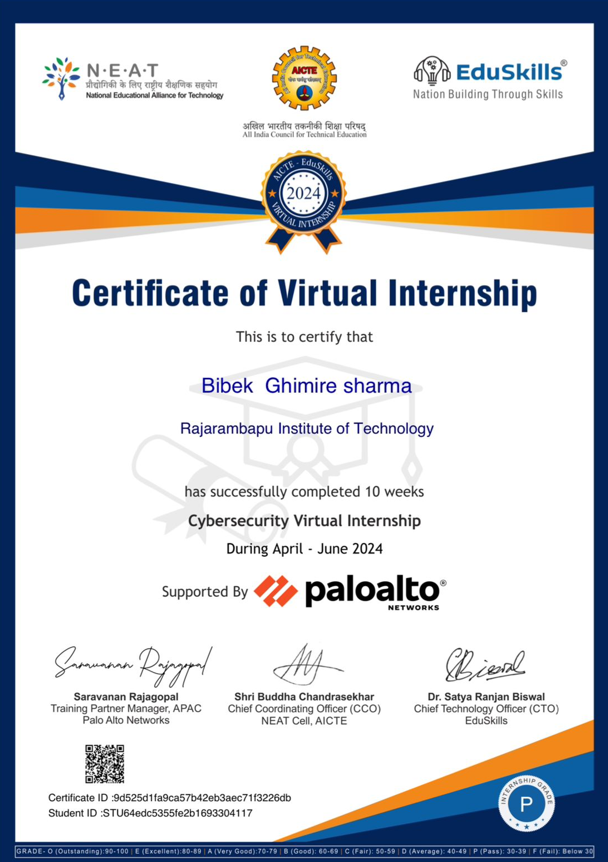 N·E·A·T
प्रौद्योगिकी के लिए राष्ट्रीय शैक्षणिक सहयोग
National Educational Alliance for Technology
AICTE
अखिल भारतीय तकनीकी शिक्षा परिषद्
All India Council for Technical Education
EduSkills®
Nation Building Through Skills
AICTE - EduSkills
2024
VIRTUAL INTERNSHIP
Certificate of Virtual Internship
This is to certify that
Bibek Ghimire sharma
Rajarambapu Institute of Technology
has successfully completed 10 weeks
Cybersecurity Virtual Internship
During April - June 2024
Supported By paloalto®
NETWORKS
Saravanan Rajagopal
Saravanan Rajagopal
Training Partner Manager, APAC
Palo Alto Networks
Shri Buddha Chandrasekhar
Chief Coordinating Officer (CCO)
NEAT Cell, AICTE
Biswal
Dr. Satya Ranjan Biswal
Chief Technology Officer (CTO)
EduSkills
Certificate ID :9d525d1fa9ca57b42eb3aec71f3226db
Student ID :STU64edc5355fe2b1693304117
INTERNSHIP GRADE
P
GRADE- O (Outstanding):90-100 | E (Excellent):80-89 | A (Very Good):70-79 | B (Good): 60-69 | C (Fair): 50-59 | D (Average): 40-49 | P (Pass): 30-39 | F (Fail): Below 30